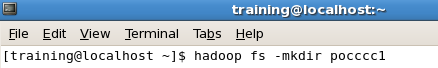 training@localhost:~
File Edit View Terminal Tabs Help
[training@localhost ~]$ hadoop fs -mkdir pocccc1